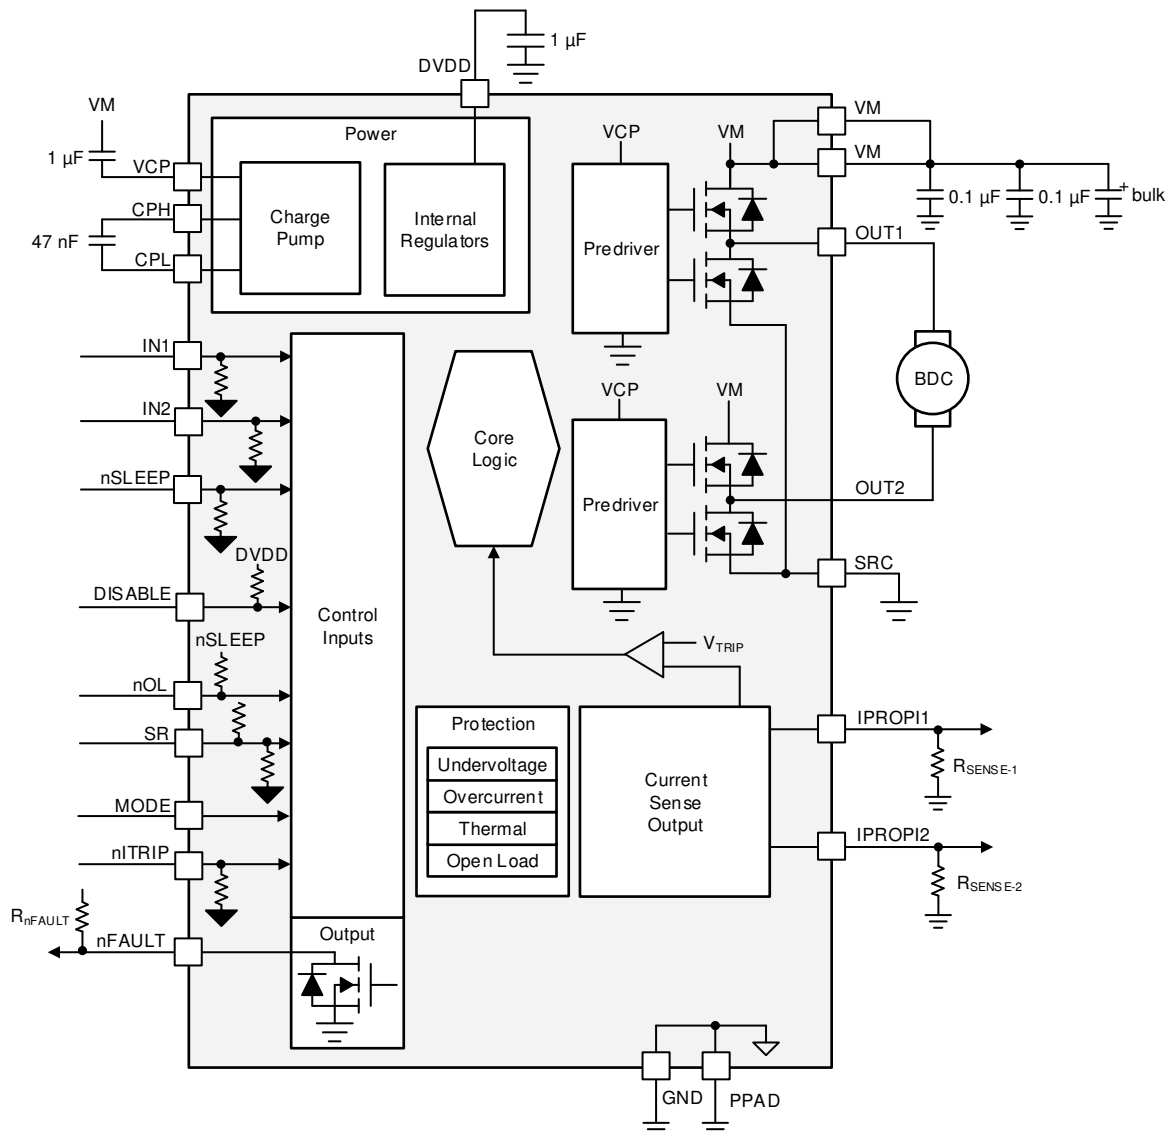 1 µF
DVDD
VM
1 µF
VCP
CPH
47 nF
CPL
Power
Charge
Pump
Internal
Regulators
VCP
VM
Predriver
VM
VM
0.1 µF
0.1 µF
+
bulk
OUT1
BDC
IN1
IN2
nSLEEP
DVDD
DISABLE
nSLEEP
nOL
SR
MODE
nITRIP
RnFAULT
nFAULT
Control
Inputs
Output
Core
Logic
VCP
VM
Predriver
OUT2
SRC
VTRIP
Protection
Undervoltage
Overcurrent
Thermal
Open Load
Current
Sense
Output
IPROPI1
RSENSE-1
IPROPI2
RSENSE-2
GND
PPAD